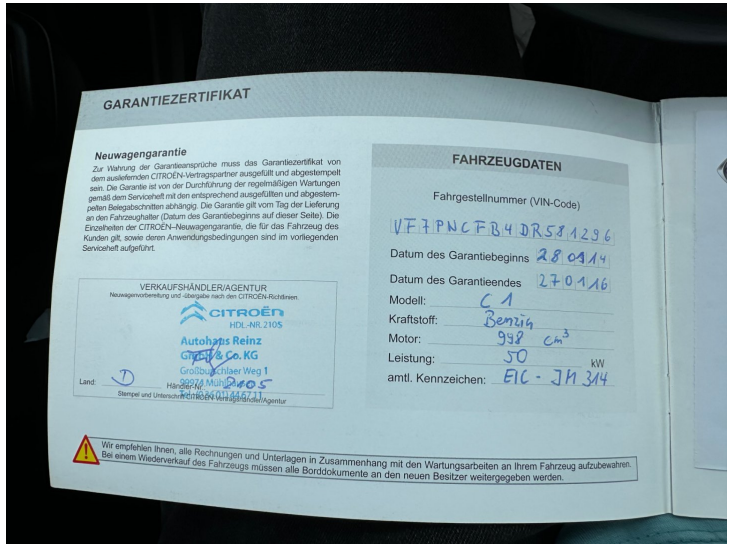 GARANTIEZERTIFIKAT
Neuwagengarantie
Zur Wahrung der Garantieansprüche muss das Garantiezertifikat von
dem ausliefernden CITROËN-Vertragspartner ausgefüllt und abgestempelt
sein. Die Garantie ist von der Durchführung der regelmäßigen Wartungen
gemäß dem Serviceheft mit den entsprechend ausgefüllten und abgestem-
pelten Belegabschnitten abhängig. Die Garantie gilt vom Tag der Lieferung
an den Fahrzeughalter (Datum des Garantiebeginns auf dieser Seite). Die
Einzelheiten der CITROËN-Neuwagengarantie, die für das Fahrzeug des
Kunden gilt, sowie deren Anwendungsbedingungen sind im vorliegenden
Serviceheft aufgeführt.
VERKAUFSHÄNDLER/AGENTUR
Neuwagenvorbereitung und -übergabe nach den CITROËN-Richtlinien.
CITROËN
HDL-NR. 2105
Autohaus Reinz
GmbH & Co. KG
Großburschlaer Weg 1
99974 Mühlhausen
Land: D Händler-Nr. 2105
Stempel und Unterschrift CITROËN-Vertragshändler/Agentur
FAHRZEUGDATEN
Fahrgestellnummer (VIN-Code)
VF7PNCFB4DR581296
Datum des Garantiebeginns 280114
Datum des Garantieendes 270116
Modell: C1
Kraftstoff: Benzin
Motor: 998 cm³
Leistung: 50 kW
amtl. Kennzeichen: EIC - JM 314
Wir empfehlen Ihnen, alle Rechnungen und Unterlagen in Zusammenhang mit den Wartungsarbeiten an Ihrem Fahrzeug aufzubewahren.
Bei einem Wiederverkauf des Fahrzeugs müssen alle Borddokumente an den neuen Besitzer weitergegeben werden.